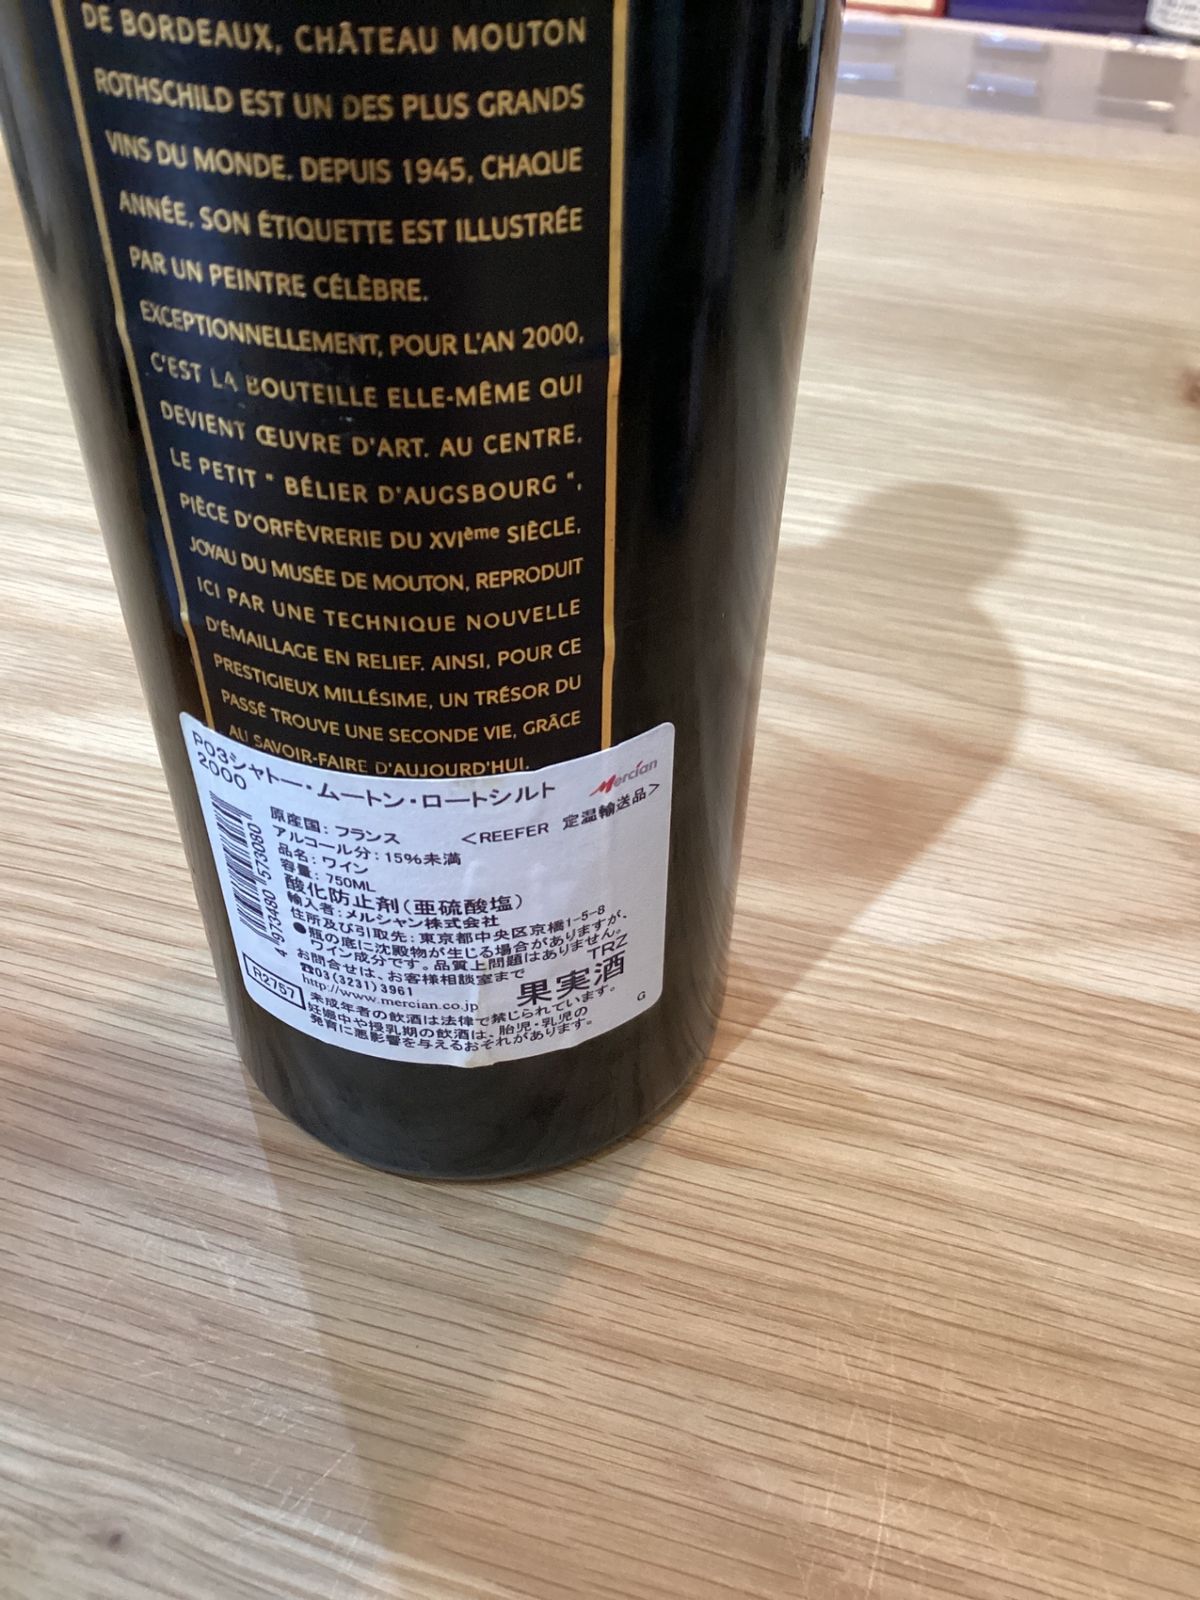 DE BORDEAUX, CHÂTEAU MOUTON
ROTHSCHILD EST UN DES PLUS GRANDS
VINS DU MONDE. DEPUIS 1945, CHAQUE
ANNÉE, SON ÉTIQUETTE EST ILLUSTRÉE
PAR UN PEINTRE CÉLÈBRE.
EXCEPTIONNELLEMENT, POUR L'AN 2000,
C'EST LA BOUTEILLE ELLE-MÊME QUI
DEVIENT ŒUVRE D'ART. AU CENTRE,
LE PETIT " BÉLIER D'AUGSBOURG ",
PIÈCE D'ORFÈVRERIE DU XVIème SIÈCLE,
JOYAU DU MUSÉE DE MOUTON, REPRODUIT
ICI PAR UNE TECHNIQUE NOUVELLE
D'ÉMAILLAGE EN RELIEF. AINSI, POUR CE
PRESTIGIEUX MILLÉSIME, UN TRÉSOR DU
PASSÉ TROUVE UNE SECONDE VIE, GRÂCE
AU SAVOIR-FAIRE D'AUJOURD'HUI.
P03シャトー・ムートン・ロートシルト
2000
Mercian
原産国:フランス <REEFER 定温輸送品>
アルコール分:15%未満
品名:ワイン
容量:750ML
酸化防止剤(亜硫酸塩)
輸入者:メルシャン株式会社
住所及び引取先:東京都中央区京橋1-5-8
●瓶の底に沈殿物が生じる場合がありますが、
ワイン成分です。品質上問題はありません。
お問合せは、お客様相談室まで TRZ
☎03(3231)3961
http://www.mercian.co.jp 果実酒
4 973480 573080
R2757
未成年者の飲酒は法律で禁じられています。 G
妊娠中や授乳期の飲酒は、胎児・乳児の
発育に悪影響を与えるおそれがあります。